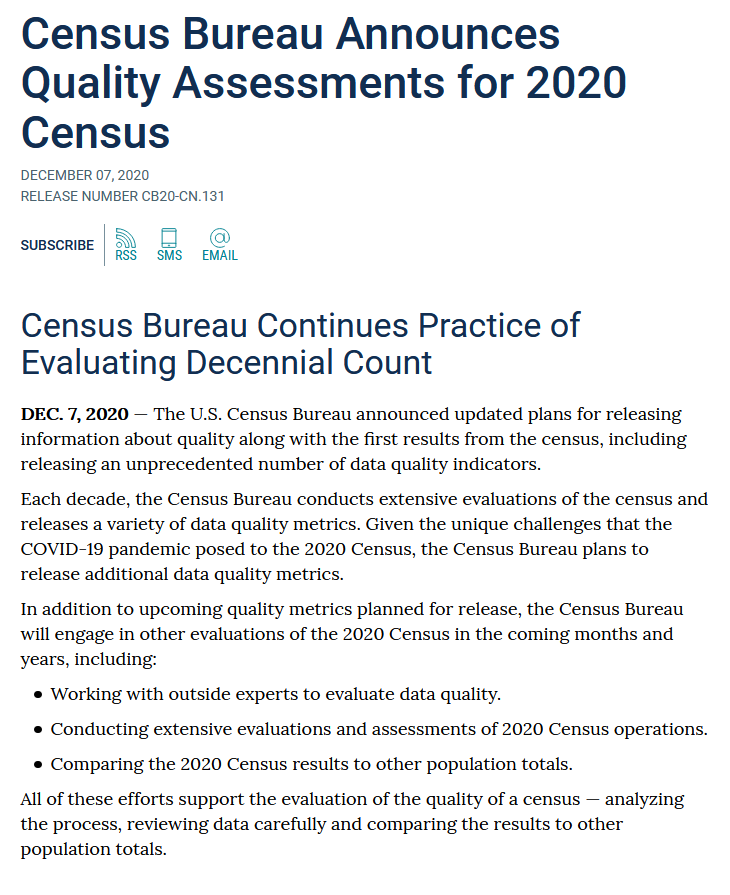 Census Bureau Announces
Quality Assessments for 2020
Census
DECEMBER 07, 2020
RELEASE NUMBER CB20-CN.131
SUBSCRIBE
RSS SMS EMAIL
Census Bureau Continues Practice of
Evaluating Decennial Count
DEC. 7, 2020 — The U.S. Census Bureau announced updated plans for releasing
information about quality along with the first results from the census, including
releasing an unprecedented number of data quality indicators.
Each decade, the Census Bureau conducts extensive evaluations of the census and
releases a variety of data quality metrics. Given the unique challenges that the
COVID-19 pandemic posed to the 2020 Census, the Census Bureau plans to
release additional data quality metrics.
In addition to upcoming quality metrics planned for release, the Census Bureau
will engage in other evaluations of the 2020 Census in the coming months and
years, including:
• Working with outside experts to evaluate data quality.
• Conducting extensive evaluations and assessments of 2020 Census operations.
• Comparing the 2020 Census results to other population totals.
All of these efforts support the evaluation of the quality of a census — analyzing
the process, reviewing data carefully and comparing the results to other
population totals.